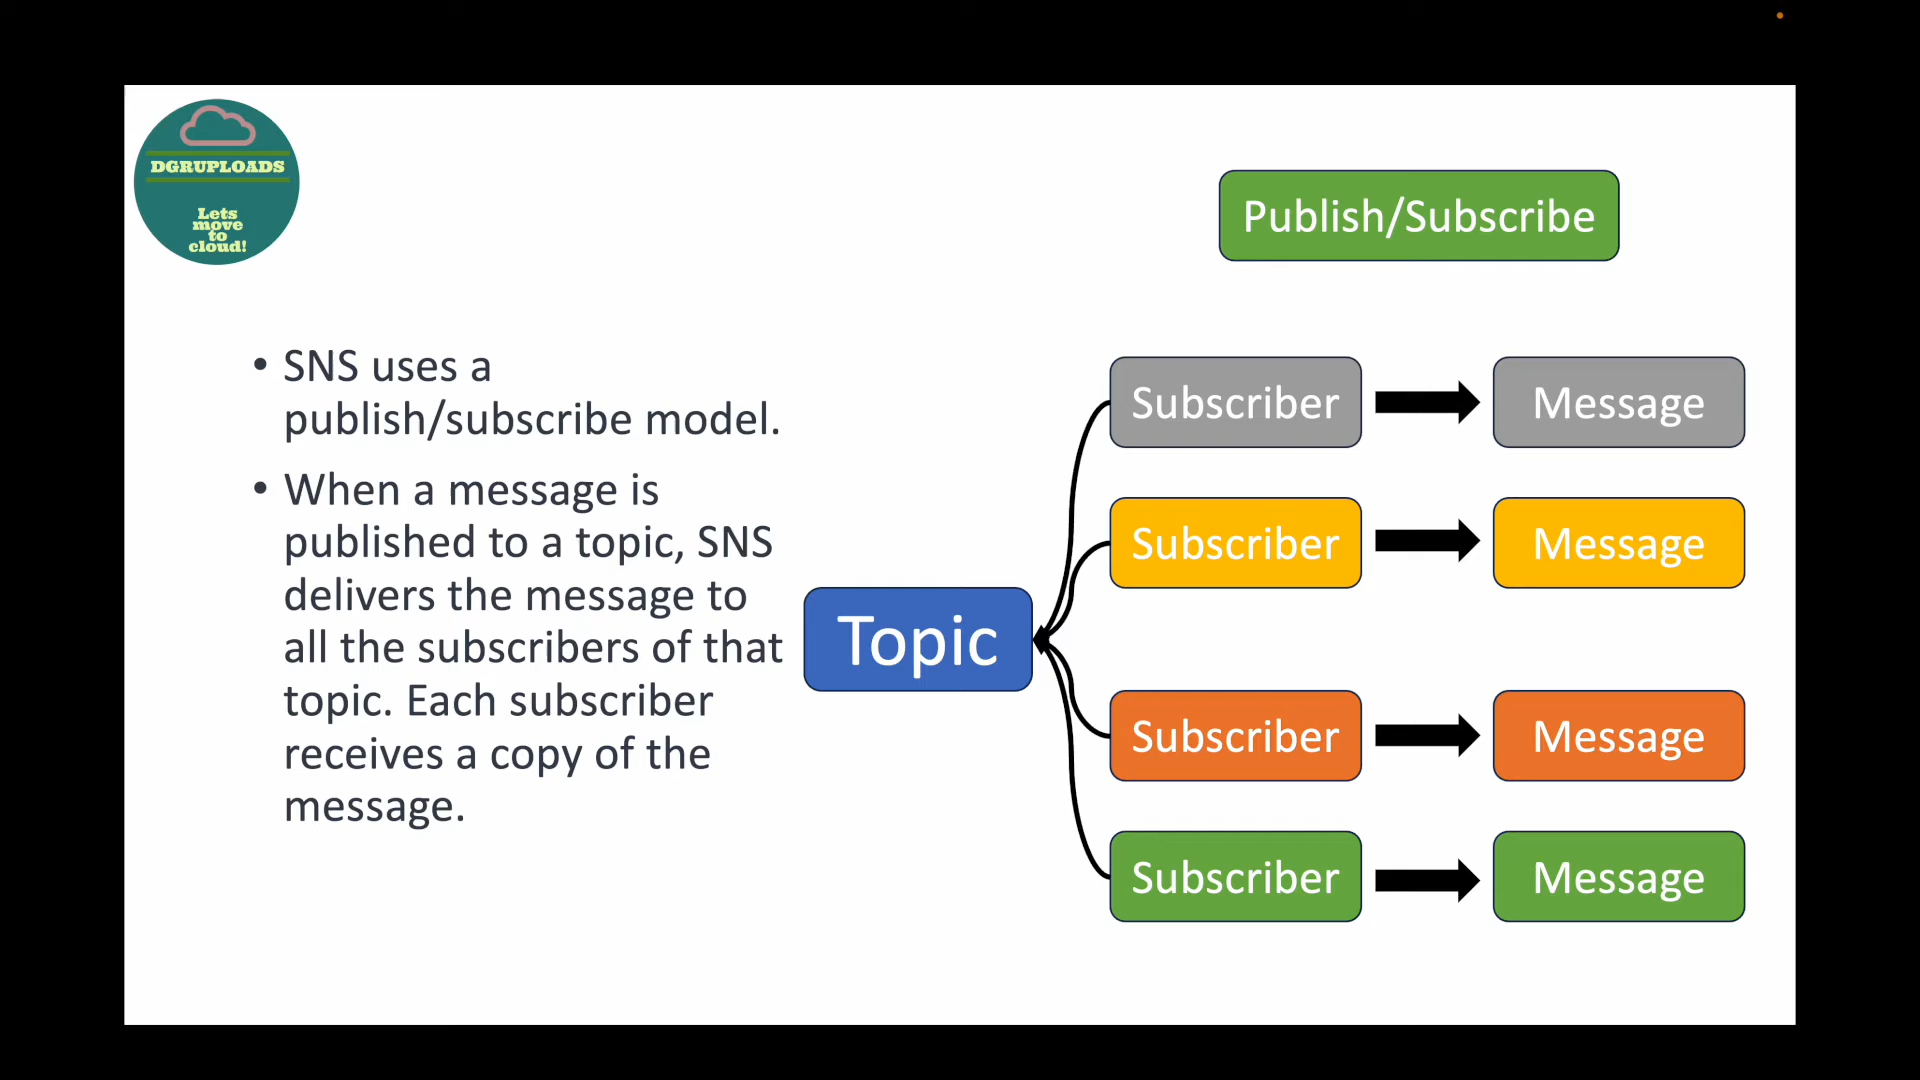 DGRUPLOADS
Lets
move
to
cloud!
Publish/Subscribe
• SNS uses a
publish/subscribe model.
• When a message is
published to a topic, SNS
delivers the message to
all the subscribers of that
topic. Each subscriber
receives a copy of the
message.
Topic
Subscriber
Message
Subscriber
Message
Subscriber
Message
Subscriber
Message